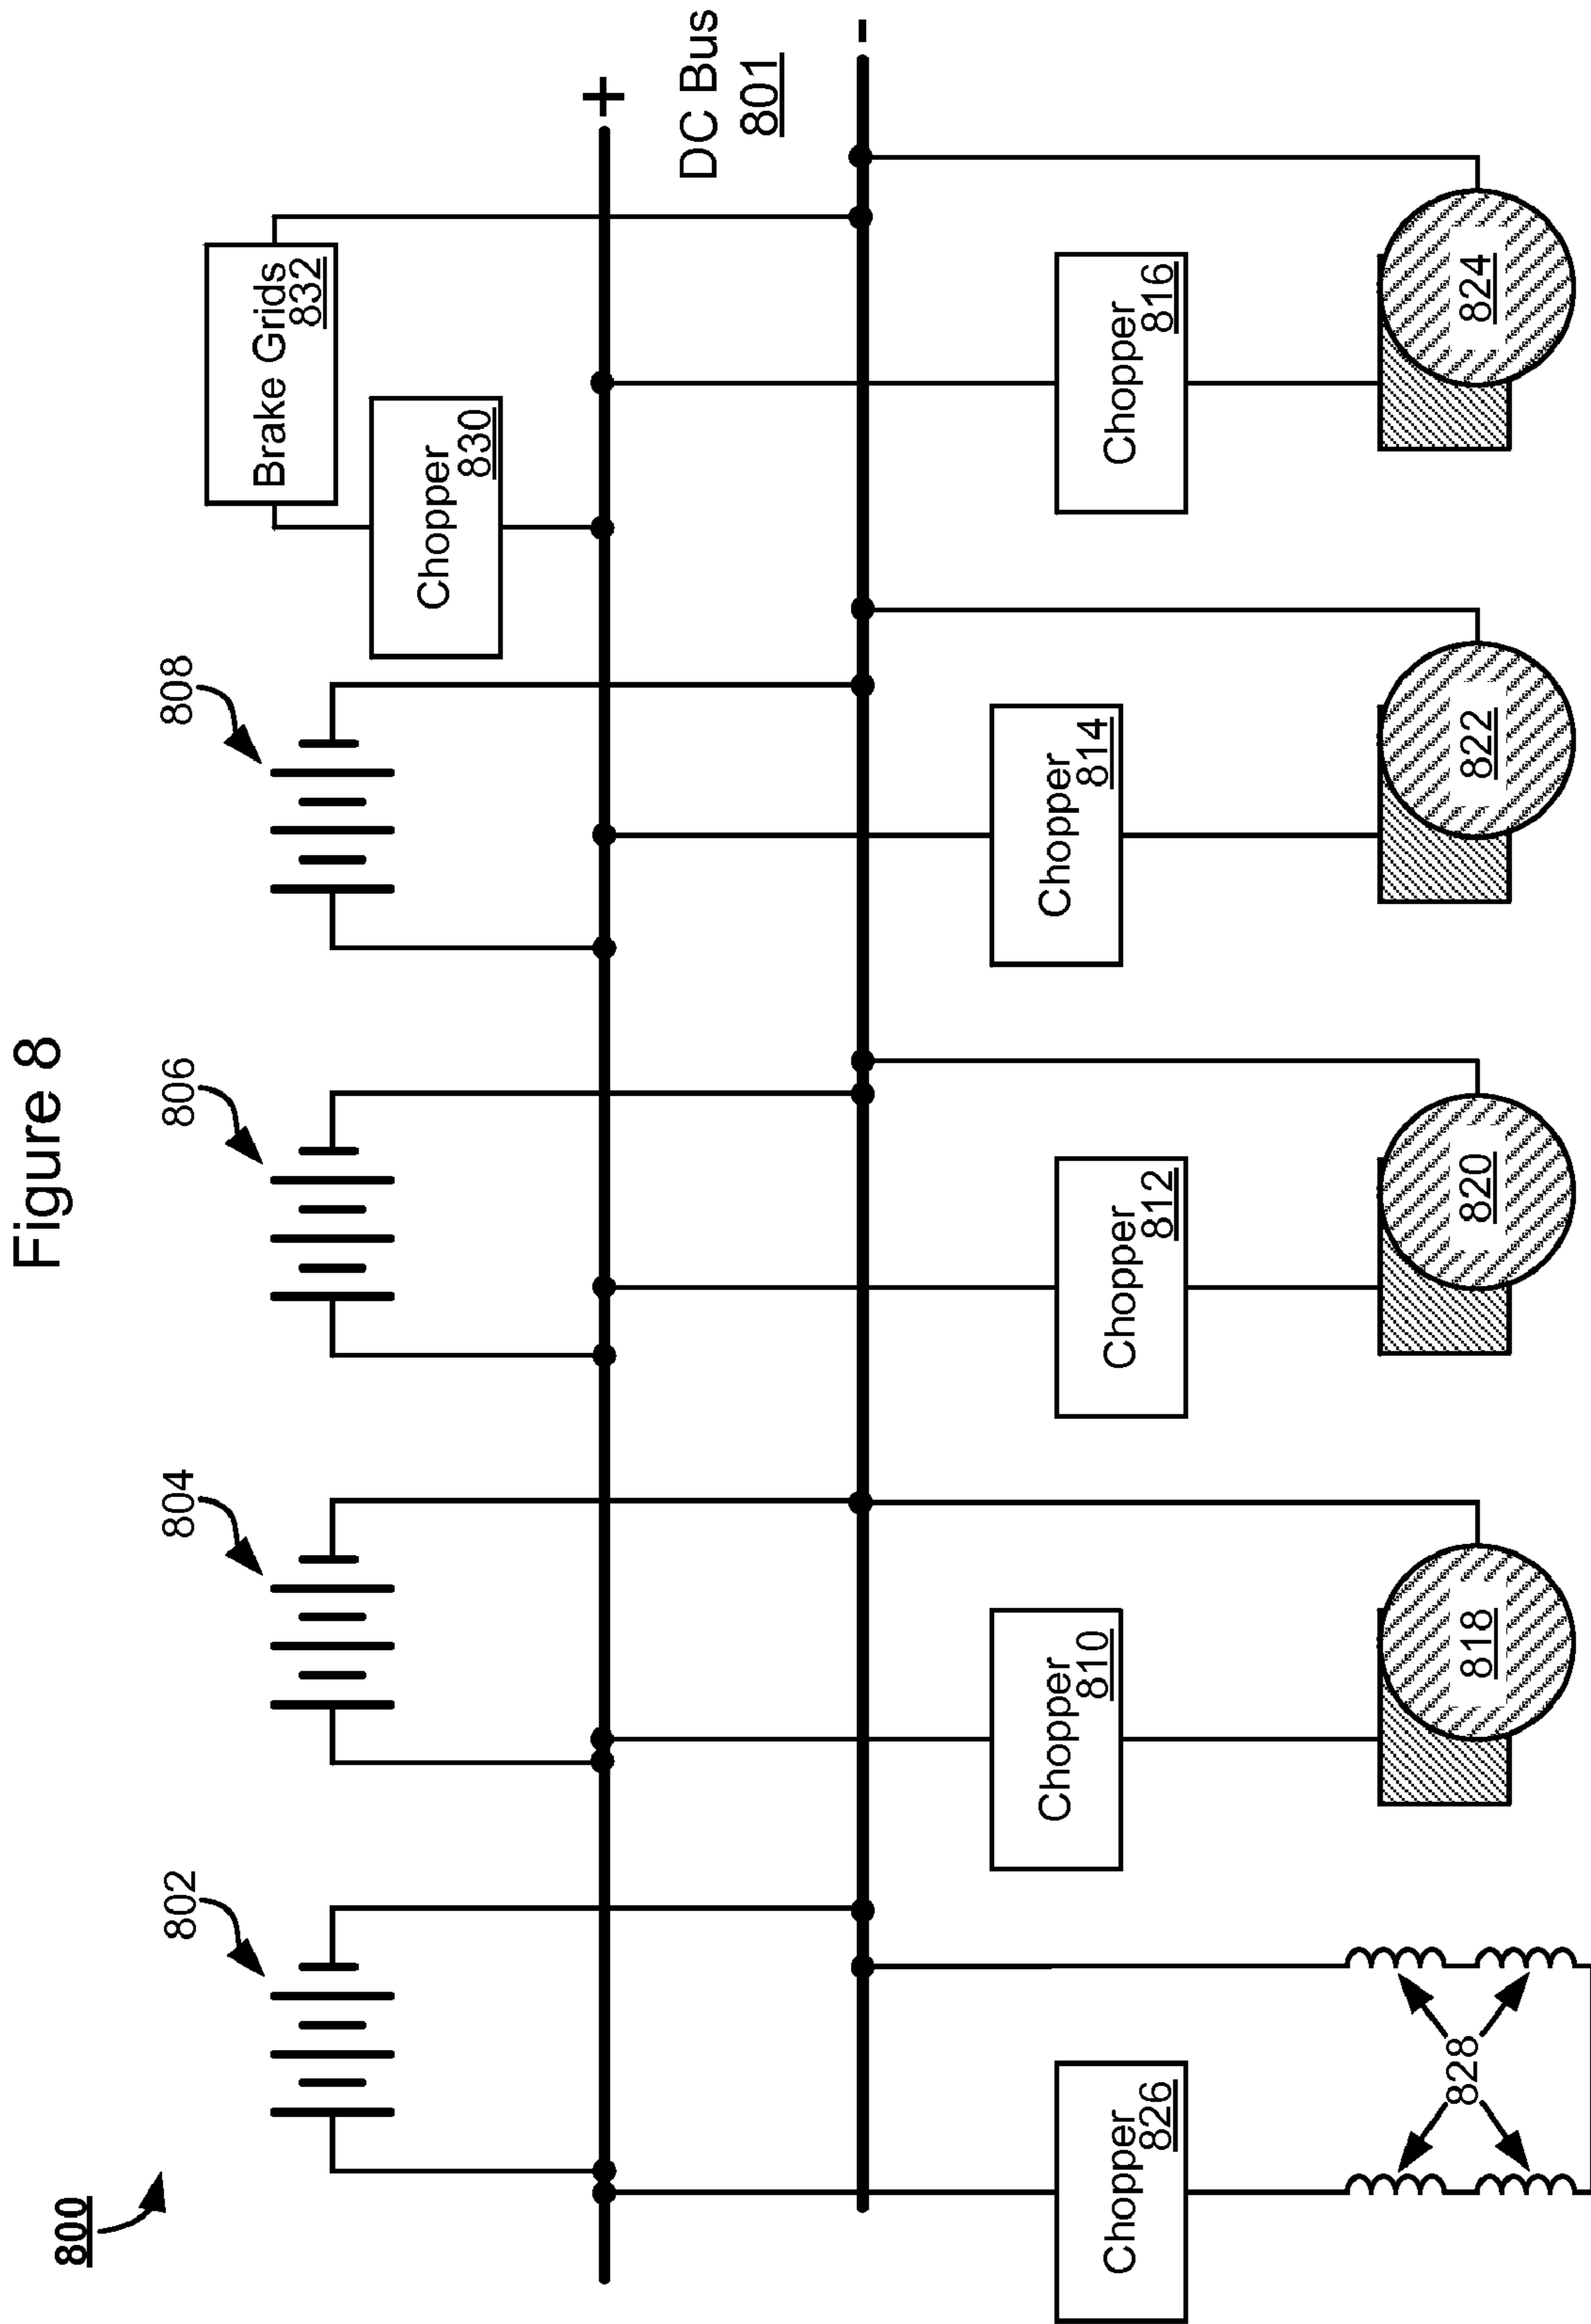 Figure 8
800
802
804
806
808
Brake Grids
832
Chopper
830
+
DC Bus
801
-
Chopper
826
Chopper
810
Chopper
812
Chopper
814
Chopper
816
828
818
820
822
824